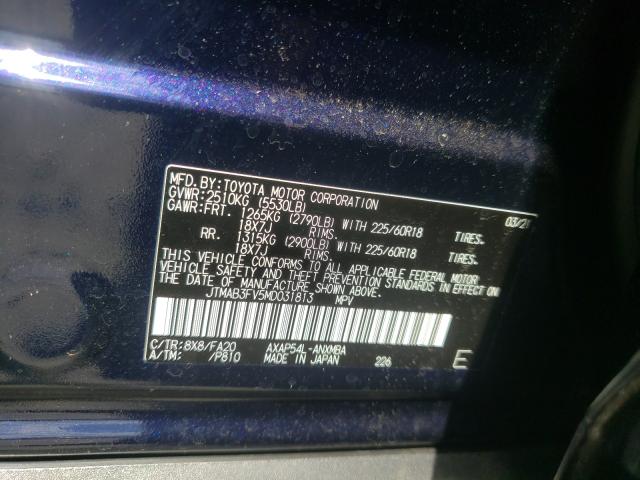 MFD. BY: TOYOTA MOTOR CORPORATION 03/21
GVWR: 2510KG (5530LB)
GAWR: FRT. 1265KG (2790LB) WITH 225/60R18 TIRES.
18X7J RIMS.
RR. 1315KG (2900LB) WITH 225/60R18 TIRES.
18X7J RIMS.
THIS VEHICLE CONFORMS TO ALL APPLICABLE FEDERAL MOTOR
VEHICLE SAFETY AND THEFT PREVENTION STANDARDS IN EFFECT ON
THE DATE OF MANUFACTURE SHOWN ABOVE.
JTMAB3FV5MD031813 MPV
C/TR: 8X8/FA20 AXAP54L-ANXMBA
A/TM: /P810 MADE IN JAPAN 226 E